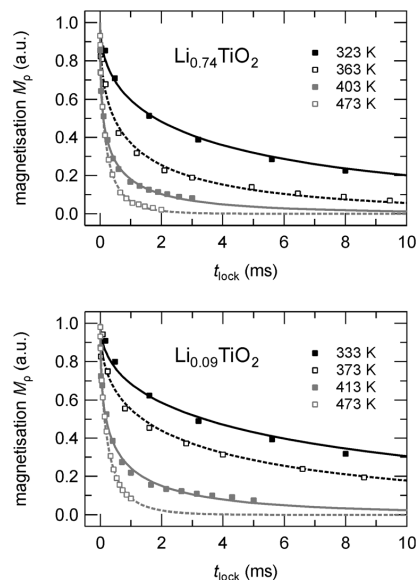 magnetisation Mρ (a.u.)
1.0
0.8
0.6
0.4
0.2
0.0
Li0.74TiO2
323 K
363 K
403 K
473 K
0 2 4 6 8 10
tlock (ms)
magnetisation Mρ (a.u.)
1.0
0.8
0.6
0.4
0.2
0.0
Li0.09TiO2
333 K
373 K
413 K
473 K
0 2 4 6 8 10
tlock (ms)